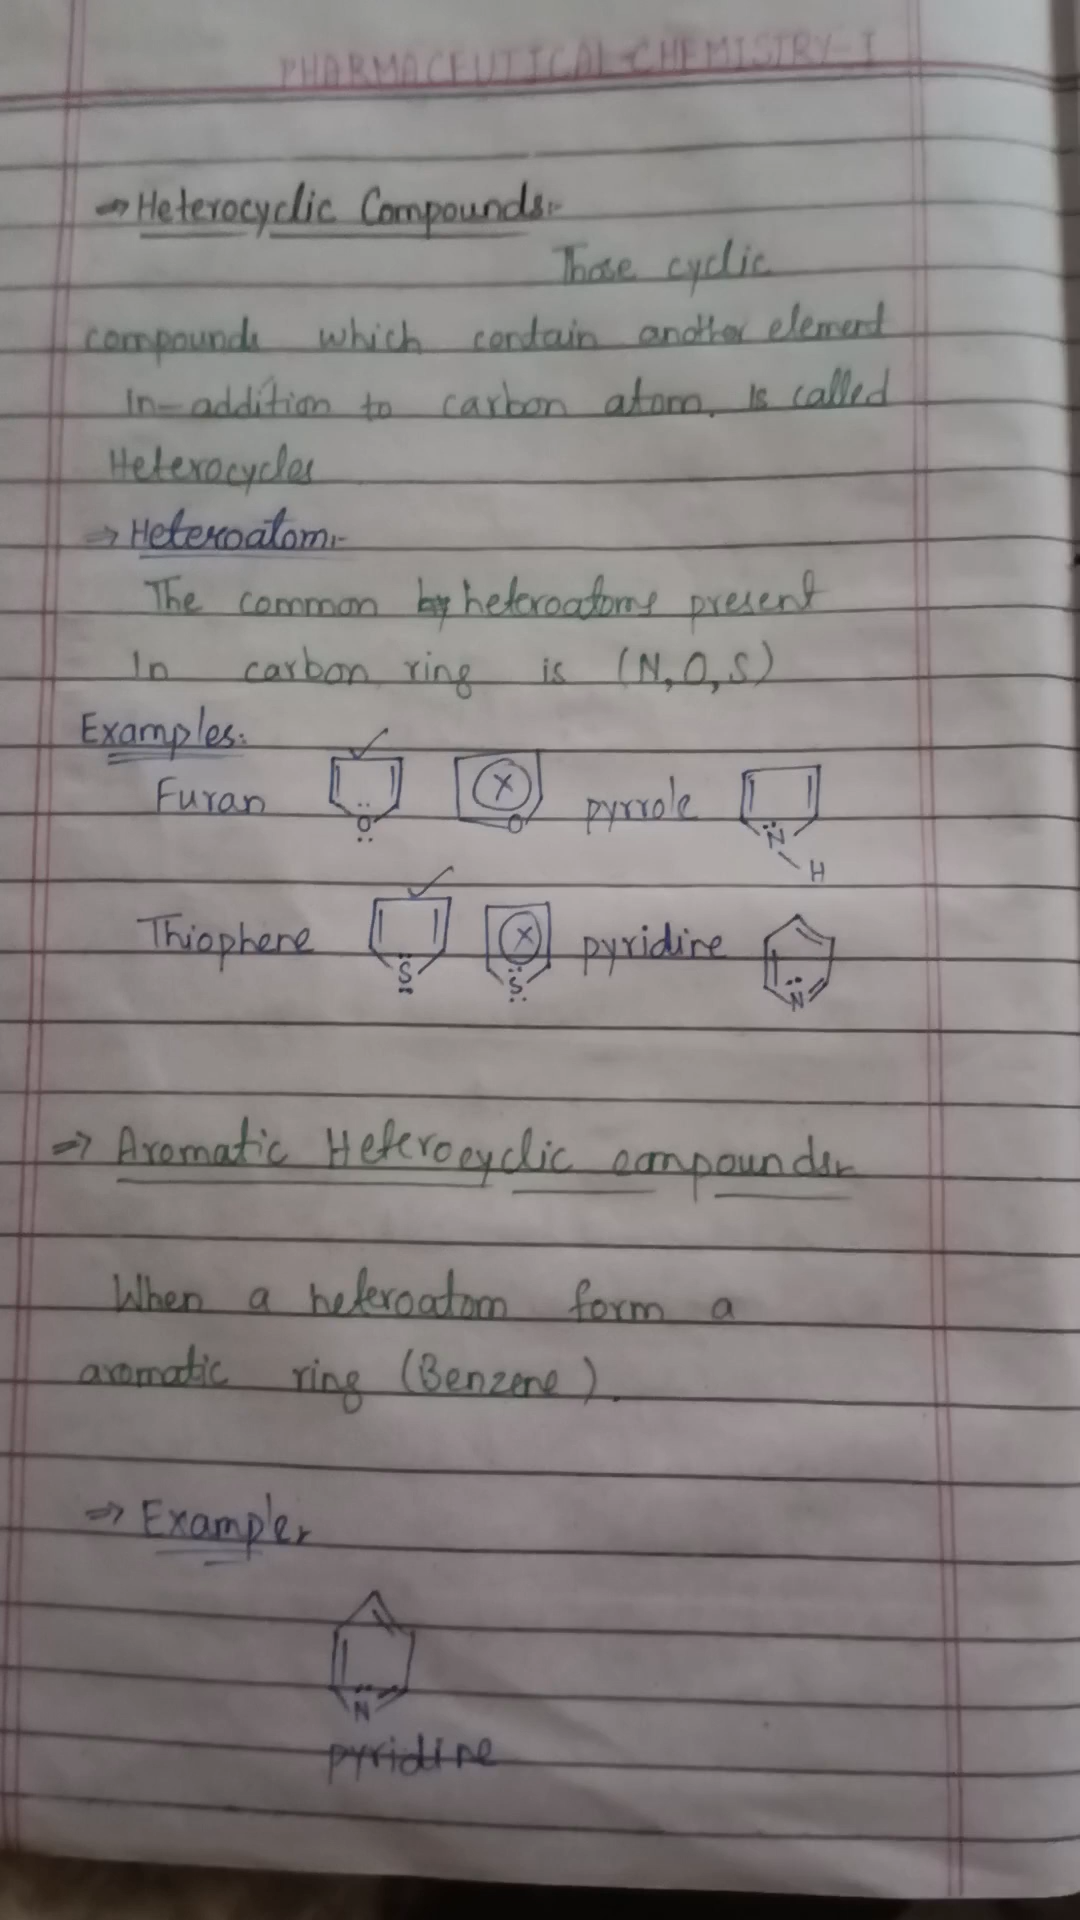 PHARMACEUTICAL CHEMISTRY-I
⇒ Heterocyclic Compounds:-
Those cyclic
compounds which contain another element
in-addition to carbon atom. is called
Heterocycles
⇒ Heteroatom:-
The common by heteroatoms present
in carbon ring is (N,O,S)
Examples:
Furan O X O pyrrole N H
Thiophene S X S pyridine N
⇒ Aromatic Heterocyclic compounds:-
When a heteroatom form a
aromatic ring (Benzene).
⇒ Example:-
N
pyridine